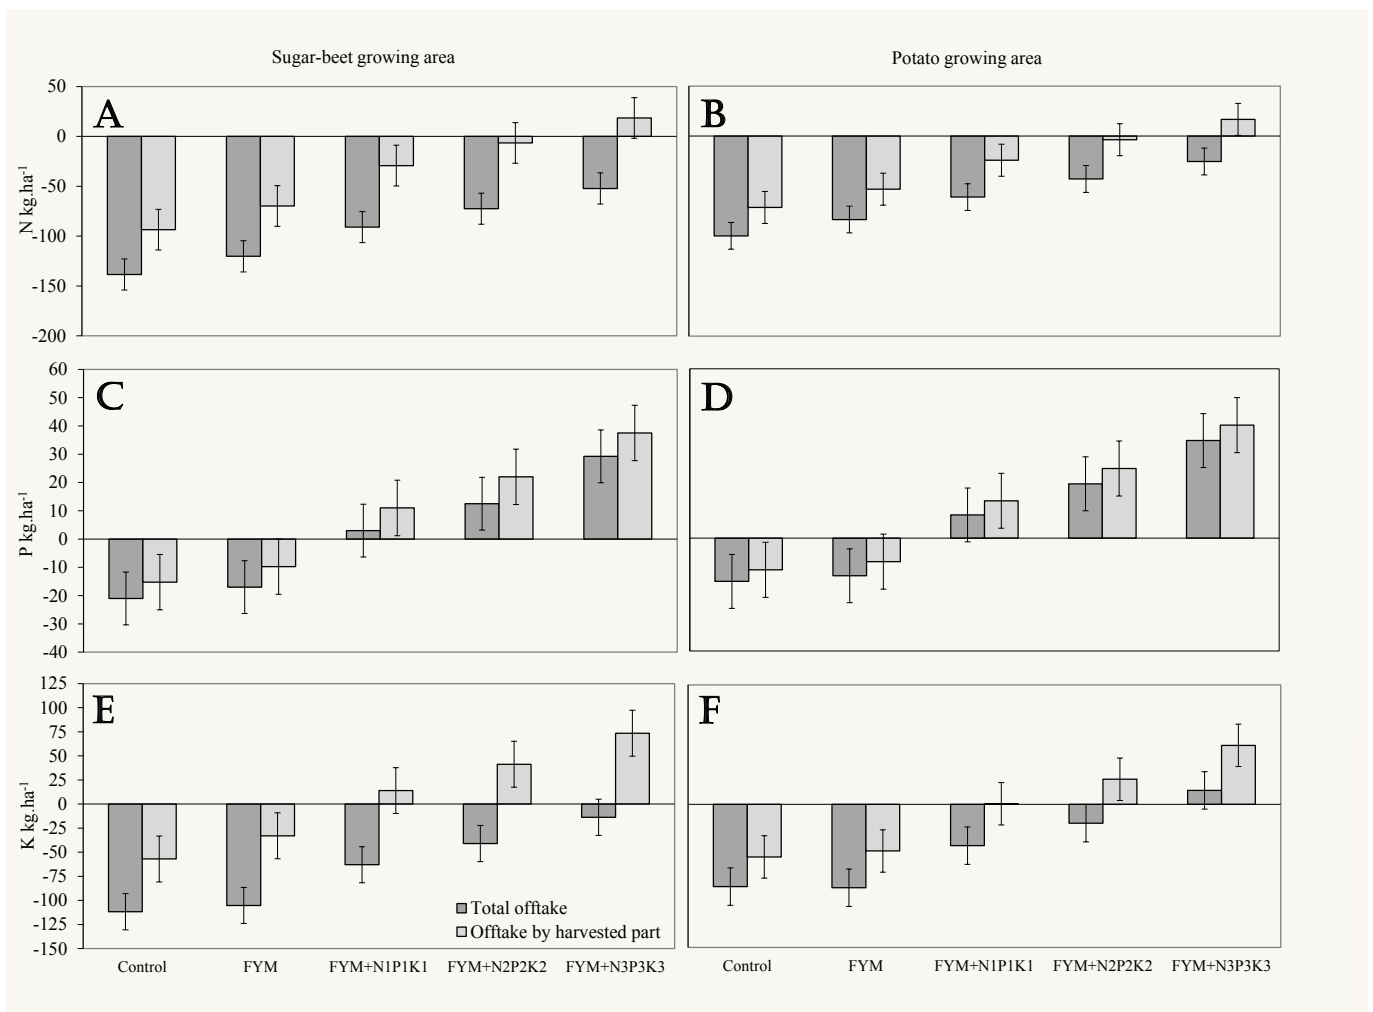 Sugar-beet growing area
Potato growing area
A
B
50
0
-50
-100
-150
-200
N kg.ha-1
C
D
60
50
40
30
20
10
0
-10
-20
-30
-40
P kg.ha-1
E
F
125
100
75
50
25
0
-25
-50
-75
-100
-125
-150
K kg.ha-1
Total offtake
Offtake by harvested part
Control FYM FYM+N1P1K1 FYM+N2P2K2 FYM+N3P3K3
Control FYM FYM+N1P1K1 FYM+N2P2K2 FYM+N3P3K3